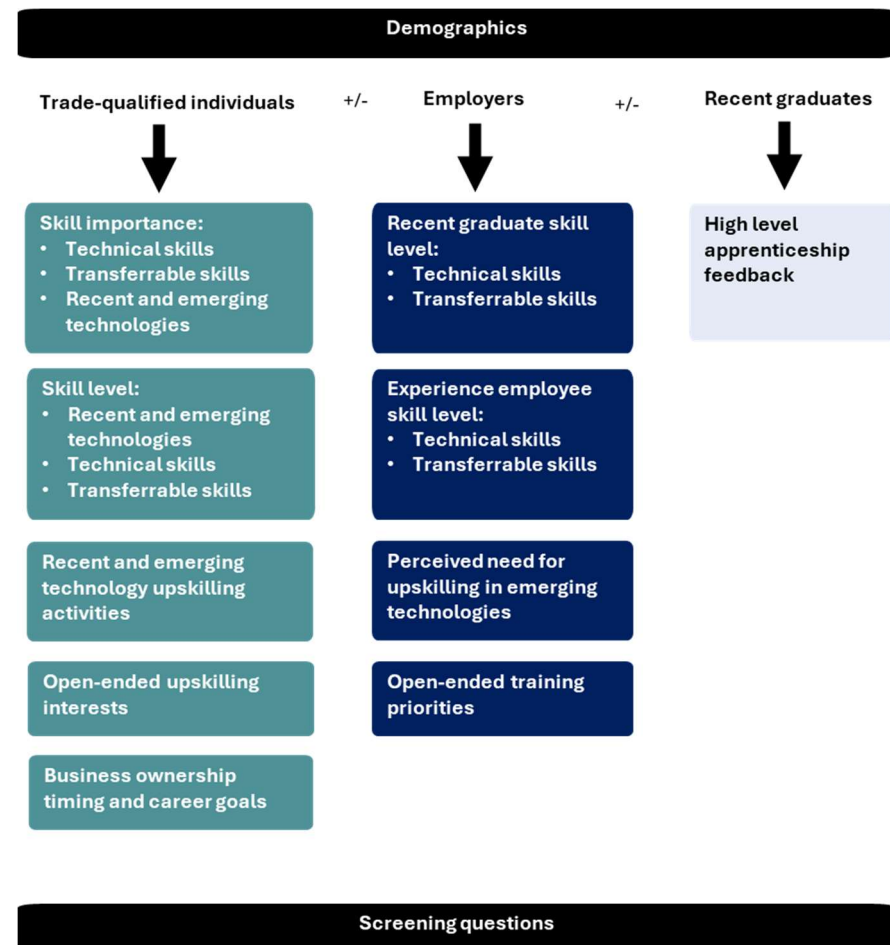 Demographics
Trade-qualified individuals +/- Employers +/- Recent graduates
Skill importance:
• Technical skills
• Transferrable skills
• Recent and emerging
technologies
Recent graduate skill
level:
• Technical skills
• Transferrable skills
High level
apprenticeship
feedback
Skill level:
• Recent and emerging
technologies
• Technical skills
• Transferrable skills
Experience employee
skill level:
• Technical skills
• Transferrable skills
Recent and emerging
technology upskilling
activities
Perceived need for
upskilling in emerging
technologies
Open-ended upskilling
interests
Open-ended training
priorities
Business ownership
timing and career goals
Screening questions